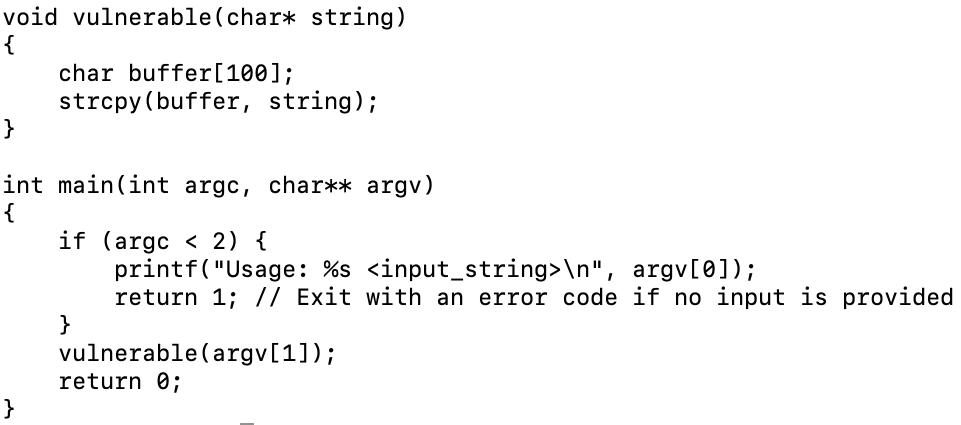 void vulnerable(char* string)
{
    char buffer[100];
    strcpy(buffer, string);
}

int main(int argc, char** argv)
{
    if (argc < 2) {
        printf("Usage: %s <input_string>\n", argv[0]);
        return 1; // Exit with an error code if no input is provided
    }
    vulnerable(argv[1]);
    return 0;
}